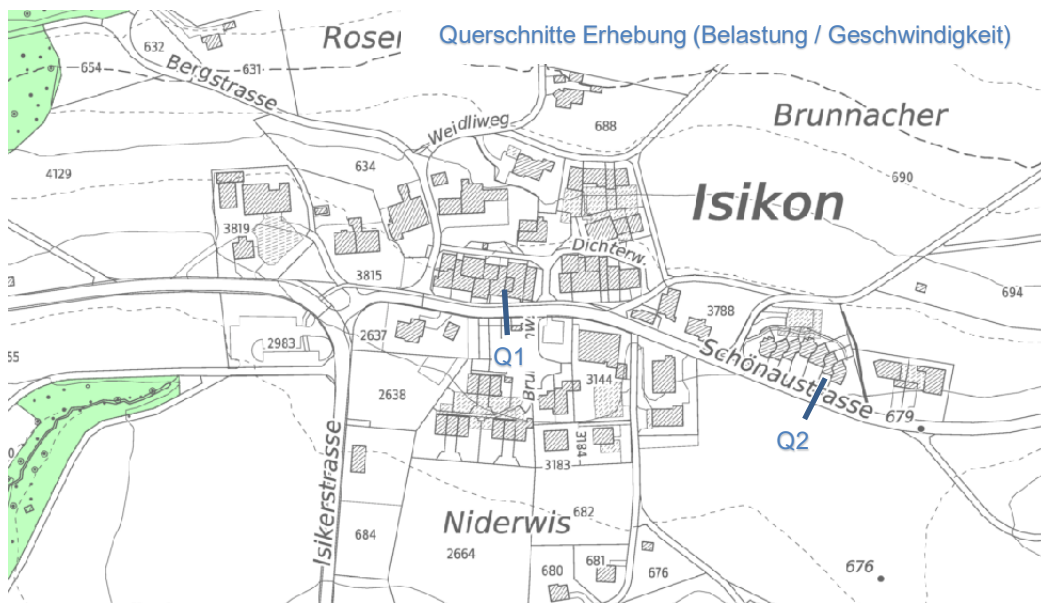 Querschnitte Erhebung (Belastung / Geschwindigkeit)
632
631
654
Bergstrasse
Weidliweg
688
Brunnacher
690
4129
634
Isikon
3819
Dichterw.
3815
3788
694
2637
Q1
2983
Schönaustrasse
3144
2638
679
Q2
3184
3183
Isikerstrasse
682
Niderwis
684
2664
681
680
676
676